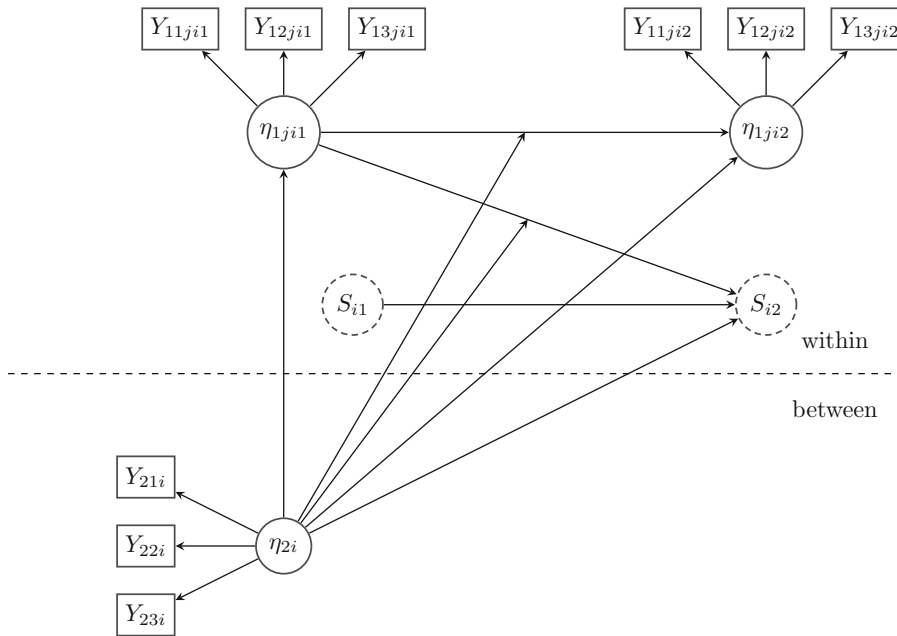 Y₁₁ⱼᵢ₁ Y₁₂ⱼᵢ₁ Y₁₃ⱼᵢ₁ Y₁₁ⱼᵢ₂ Y₁₂ⱼᵢ₂ Y₁₃ⱼᵢ₂
η₁ⱼᵢ₁ η₁ⱼᵢ₂
Sᵢ₁ Sᵢ₂
within
between
Y₂₁ᵢ
Y₂₂ᵢ η₂ᵢ
Y₂₃ᵢ